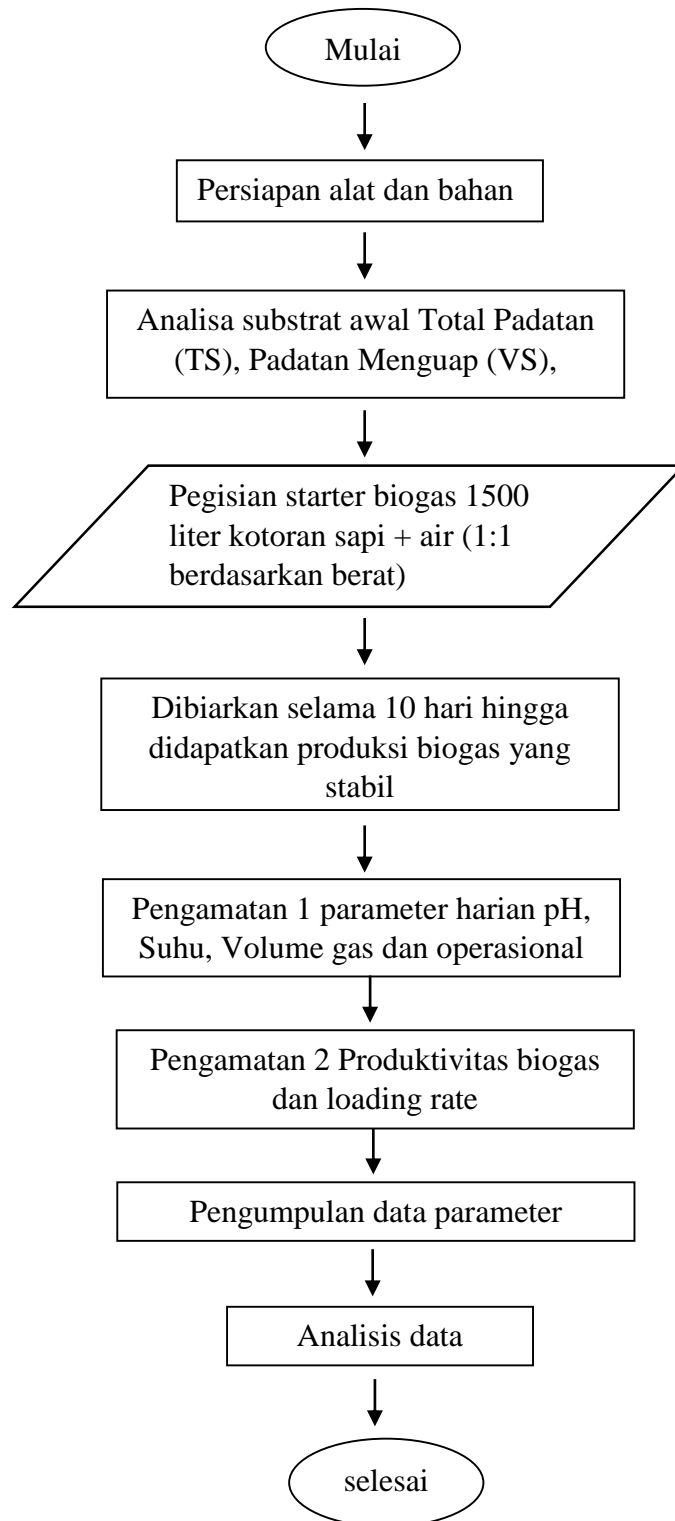 Mulai
Persiapan alat dan bahan
Analisa substrat awal Total Padatan
(TS), Padatan Menguap (VS),
Pegisian starter biogas 1500
liter kotoran sapi + air (1:1
berdasarkan berat)
Dibiarkan selama 10 hari hingga
didapatkan produksi biogas yang
stabil
Pengamatan 1 parameter harian pH,
Suhu, Volume gas dan operasional
Pengamatan 2 Produktivitas biogas
dan loading rate
Pengumpulan data parameter
Analisis data
selesai